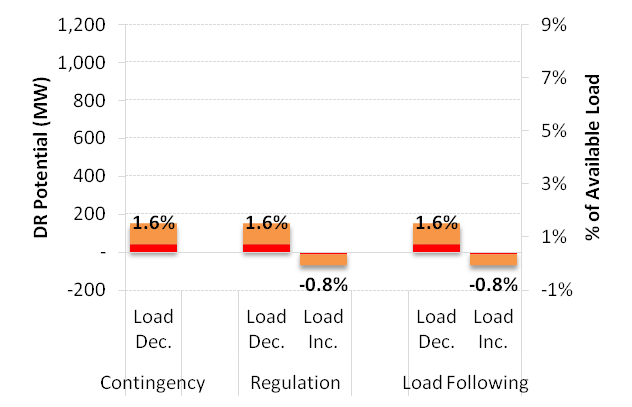 1,200
1,000
800
600
400
200
-
-200
DR Potential (MW)
9%
7%
5%
3%
1%
-1%
% of Available Load
1.6%
1.6%
-0.8%
1.6%
-0.8%
Load Dec.
Load Dec.
Load Inc.
Load Dec.
Load Inc.
Contingency
Regulation
Load Following